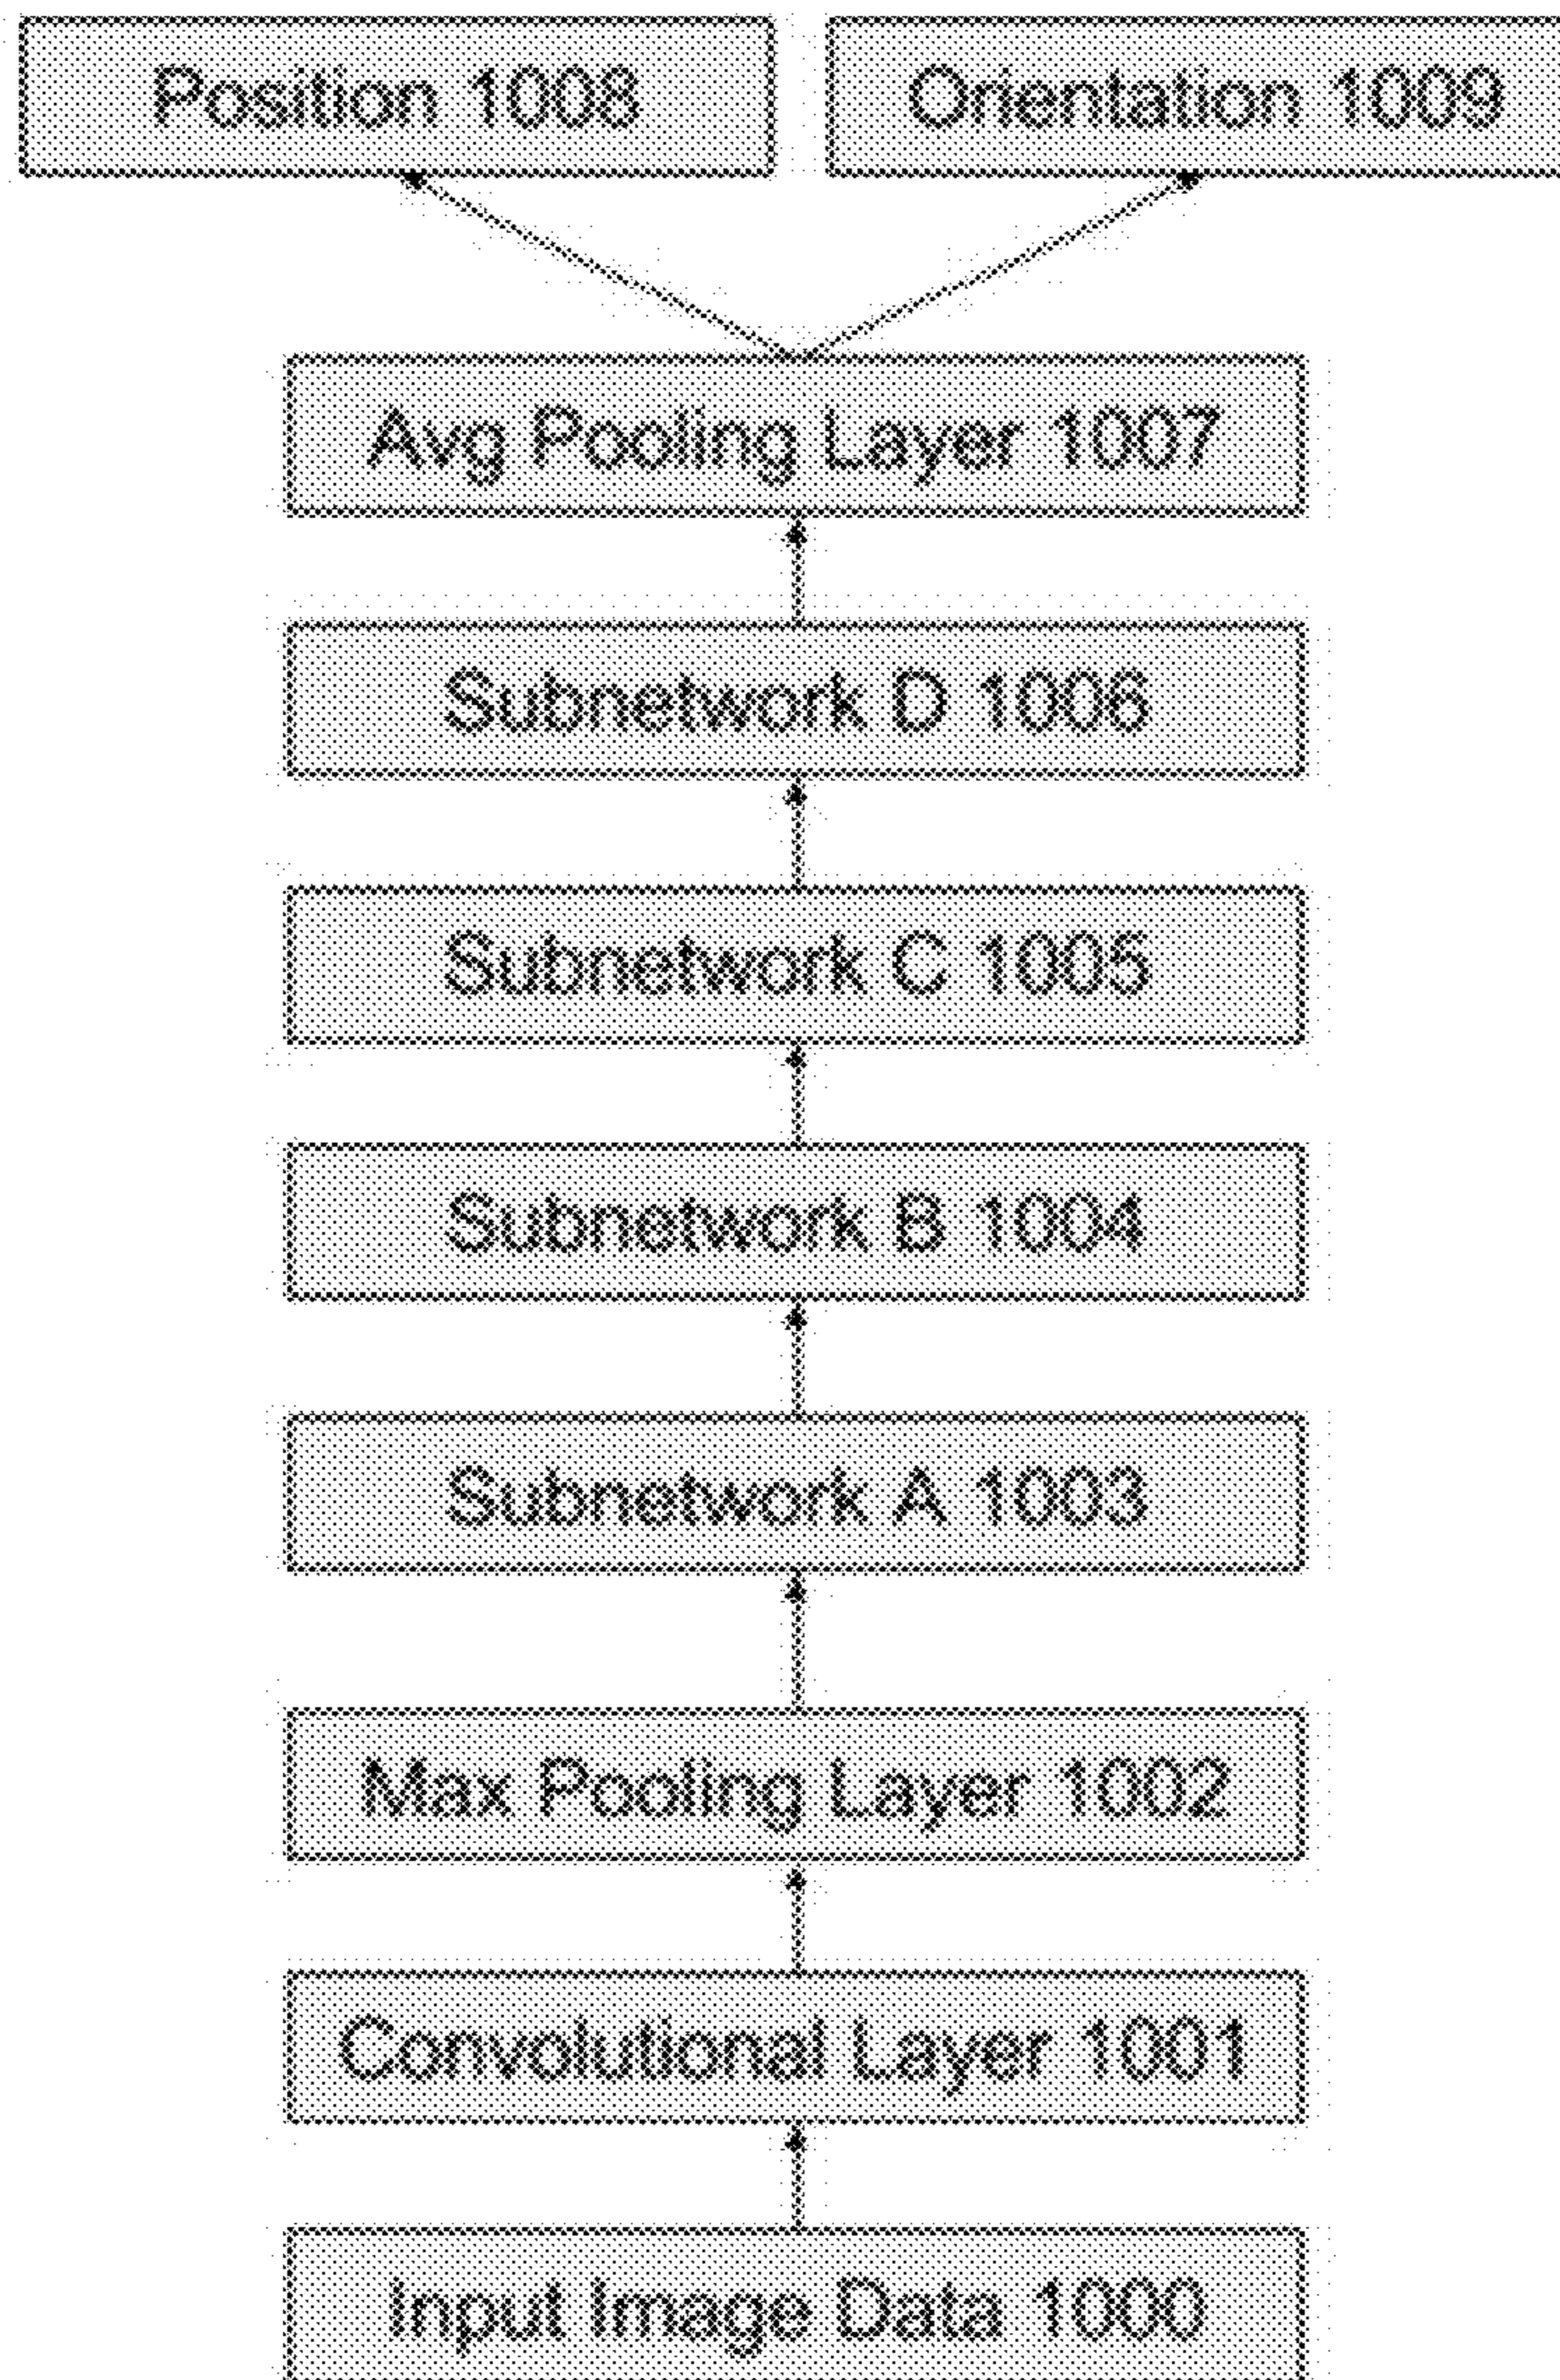 Position 1008
Orientation 1009
Avg Pooling Layer 1007
Subnetwork D 1006
Subnetwork C 1005
Subnetwork B 1004
Subnetwork A 1003
Max Pooling Layer 1002
Convolutional Layer 1001
Input Image Data 1000